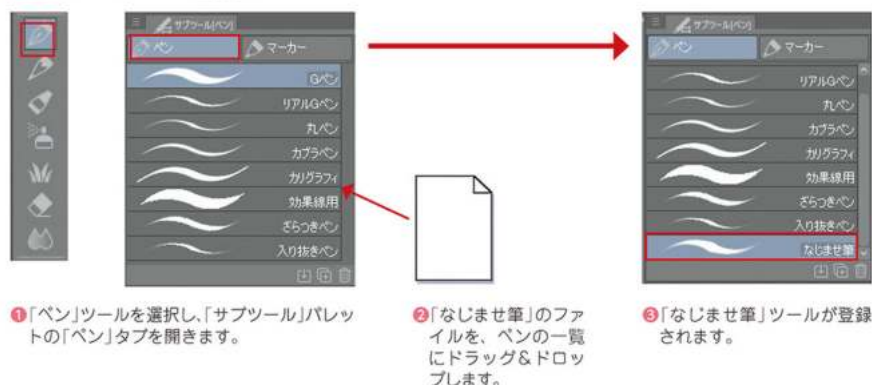 サブツール[ペン]
ペン
マーカー
Gペン
リアルGペン
丸ペン
カブラペン
カリグラフィ
効果線用
ざらつきペン
入り抜きペン
❶「ペン」ツールを選択し、「サブツール」パレッ
トの「ペン」タブを開きます。
❷「なじませ筆」のファ
イルを、ペンの一覧
にドラッグ&ドロッ
プします。
サブツール[ペン]
ペン
マーカー
リアルGペン
丸ペン
カブラペン
カリグラフィ
効果線用
ざらつきペン
入り抜きペン
なじませ筆
❸「なじませ筆」ツールが登録
されます。